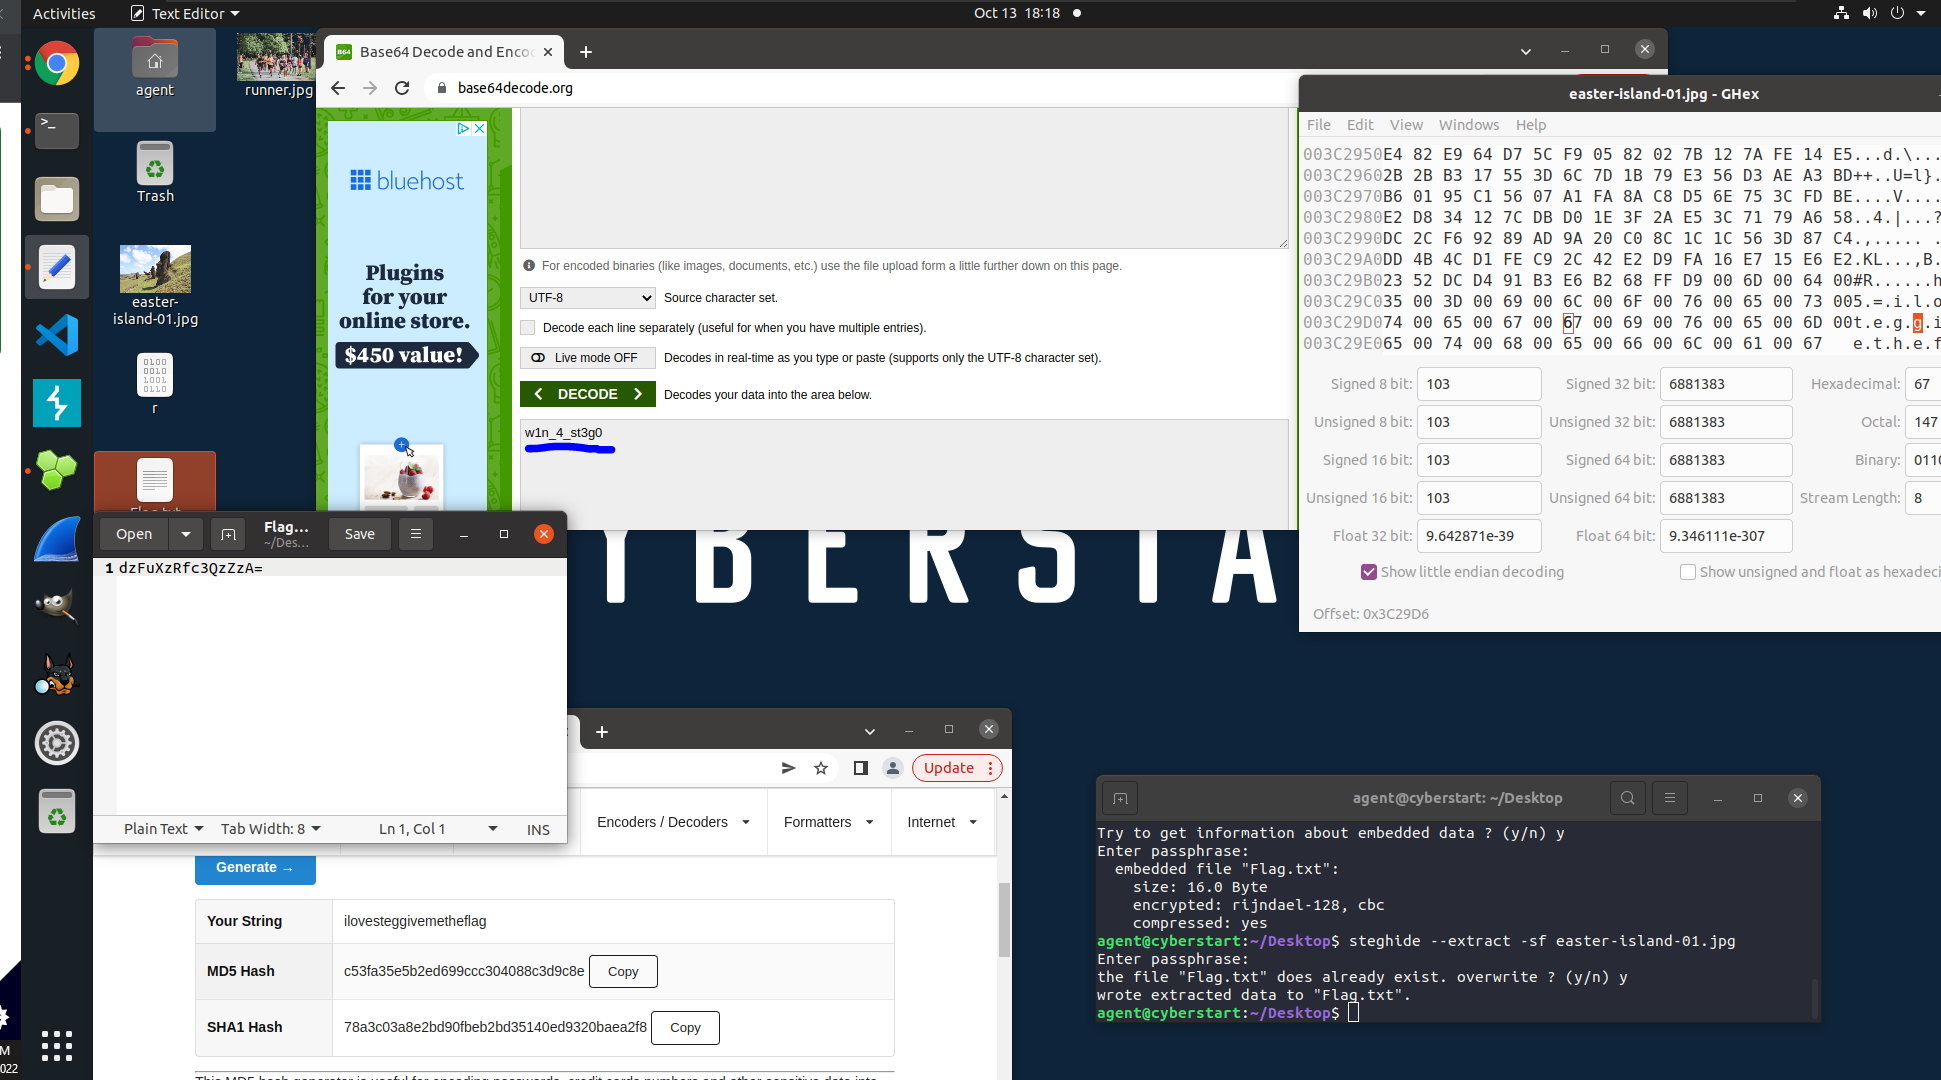 Activities
Text Editor
Oct 13 18:18
agent
runner.jpg
Trash
easter-
island-01.jpg
r
B64
Base64 Decode and Enco
base64decode.org
bluehost
Plugins
for your
online store.
$450 value!
For encoded binaries (like images, documents, etc.) use the file upload form a little further down on this page.
UTF-8
Source character set.
Decode each line separately (useful for when you have multiple entries).
Live mode OFF
Decodes in real-time as you type or paste (supports only the UTF-8 character set).
< DECODE >
Decodes your data into the area below.
w1n_4_st3g0
easter-island-01.jpg - GHex
File Edit View Windows Help
003C2950E4 82 E9 64 D5 5C F9 05 82 02 7B 12 7A FE 14 E5...d.\...
003C29602B 2B B3 17 55 3D 6C 7D 1B 79 E3 56 D3 AE A3 BD++..U=l}.
003C2970B6 01 95 C1 56 07 A1 FA 8A C8 D5 6E 75 3C FD BE....V....
003C2980E2 D8 34 12 7C DB D0 1E 3F 2A E5 3C 71 79 A6 58..4.|...?
003C2990DC 2C F6 92 89 AD 9A 20 C0 8C 1C 1C 56 3D 87 C4.,..... .
003C29A0DD 4B 4C D1 FE C9 2C 42 E2 D9 FA 16 E7 15 E6 E2.KL...,B.
003C29B023 52 DC D4 91 B3 E6 B2 68 FF D9 00 6D 00 64 00#R......h
003C29C035 00 3D 00 69 00 6C 00 6F 00 76 00 65 00 73 005.=.i.l.o
003C29D074 00 65 00 67 00 67 00 69 00 76 00 65 00 6D 00t.e.g.g.i
003C29E065 00 74 00 68 00 65 00 66 00 6C 00 61 00 67 e.t.h.e.f
Signed 8 bit: 103 Signed 32 bit: 6881383 Hexadecimal: 67
Unsigned 8 bit: 103 Unsigned 32 bit: 6881383 Octal: 147
Signed 16 bit: 103 Signed 64 bit: 6881383 Binary: 0110
Unsigned 16 bit: 103 Unsigned 64 bit: 6881383 Stream Length: 8
Float 32 bit: 9.642871e-39 Float 64 bit: 9.346111e-307
Show little endian decoding
Show unsigned and float as hexadeci
Offset: 0x3C29D6
YBERSTA
Open
Flag...
~/Des...
Save
1 dzFuXzRfc3QzZzA=
Plain Text Tab Width: 8 Ln 1, Col 1 INS
Update
Encoders / Decoders Formatters Internet
Generate →
Your String ilovesteggivemetheflag
MD5 Hash c53fa35e5b2ed699ccc304088c3d9c8e Copy
SHA1 Hash 78a3c03a8e2bd90fbeb2bd35140ed9320baea2f8 Copy
agent@cyberstart: ~/Desktop
Try to get information about embedded data ? (y/n) y
Enter passphrase:
embedded file "Flag.txt":
size: 16.0 Byte
encrypted: rijndael-128, cbc
compressed: yes
agent@cyberstart:~/Desktop$ steghide --extract -sf easter-island-01.jpg
Enter passphrase:
the file "Flag.txt" does already exist. overwrite ? (y/n) y
wrote extracted data to "Flag.txt".
agent@cyberstart:~/Desktop$
M
022